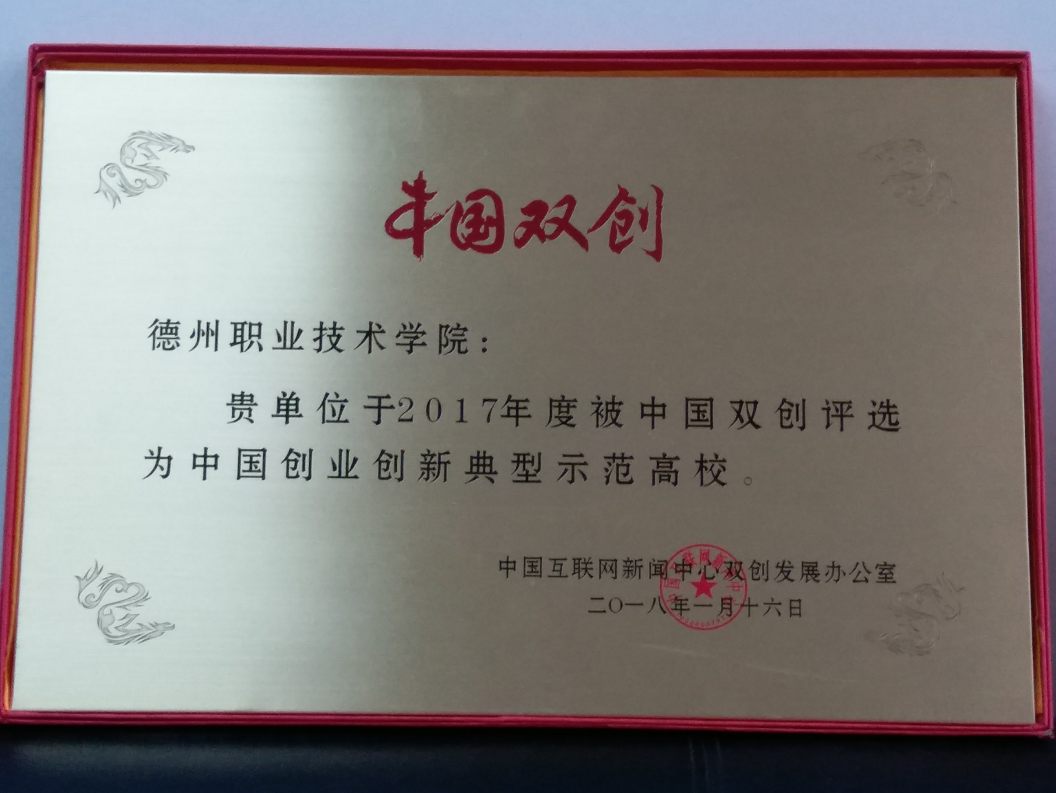 中国双创
德州职业技术学院：
贵单位于2017年度被中国双创评选
为中国创业创新典型示范高校。
中国互联网新闻中心双创发展办公室
二〇一八年一月十六日